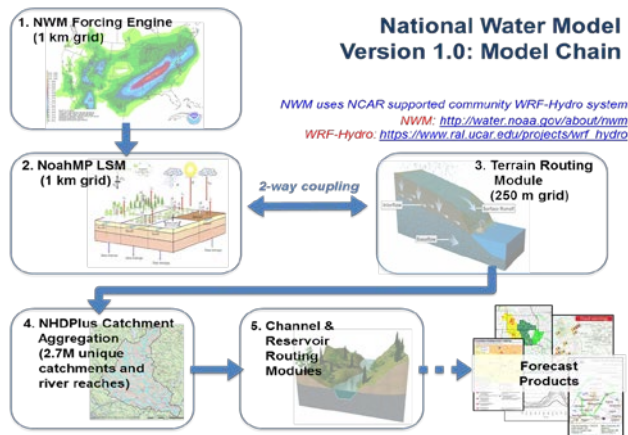 1. NWM Forcing Engine
(1 km grid)
National Water Model
Version 1.0: Model Chain
NWM uses NCAR supported community WRF-Hydro system
NWM: http://water.noaa.gov/about/nwm
WRF-Hydro: https://www.ral.ucar.edu/projects/wrf_hydro
2. NoahMP LSM
(1 km grid)
2-way coupling
3. Terrain Routing
Module
(250 m grid)
Surface Runoff
4. NHDPlus Catchment
Aggregation
(2.7M unique
catchments and
river reaches)
5. Channel &
Reservoir
Routing
Modules
Forecast
Products